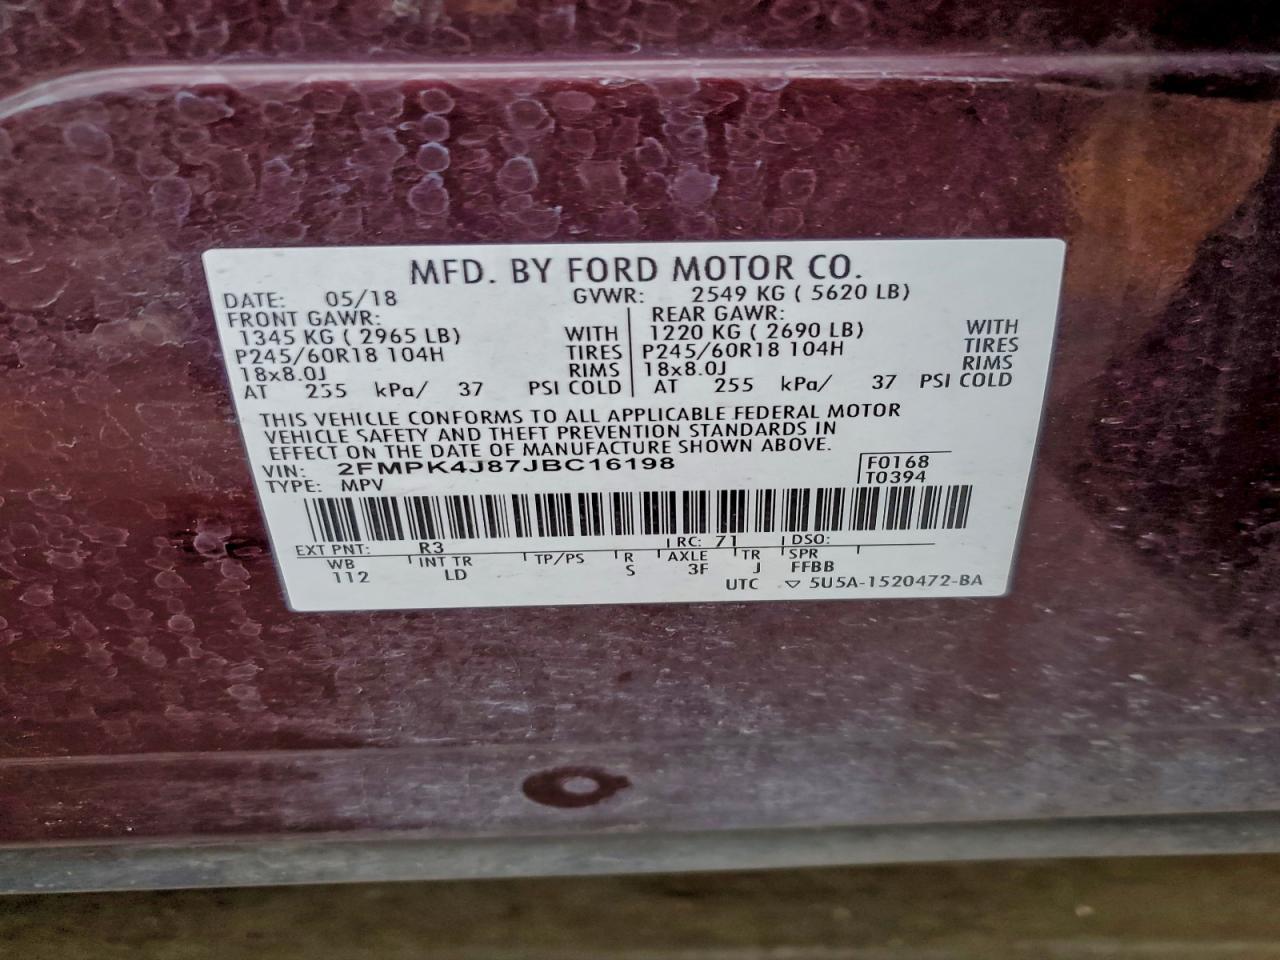 MFD. BY FORD MOTOR CO.
DATE: 05/18 GVWR: 2549 KG ( 5620 LB)
FRONT GAWR: REAR GAWR:
1345 KG ( 2965 LB) WITH 1220 KG ( 2690 LB) WITH
P245/60R18 104H TIRES P245/60R18 104H TIRES
18x8.0J RIMS 18x8.0J RIMS
AT 255 kPa/ 37 PSI COLD AT 255 kPa/ 37 PSI COLD
THIS VEHICLE CONFORMS TO ALL APPLICABLE FEDERAL MOTOR
VEHICLE SAFETY AND THEFT PREVENTION STANDARDS IN
EFFECT ON THE DATE OF MANUFACTURE SHOWN ABOVE.
VIN: 2FMPK4J87JBC16198 F0168
TYPE: MPV T0394
EXT PNT: R3 RC: 71 DSO:
WB INT TR TP/PS R AXLE TR SPR
112 LD S 3F J FFBB
UTC ▽ 5U5A-1520472-BA